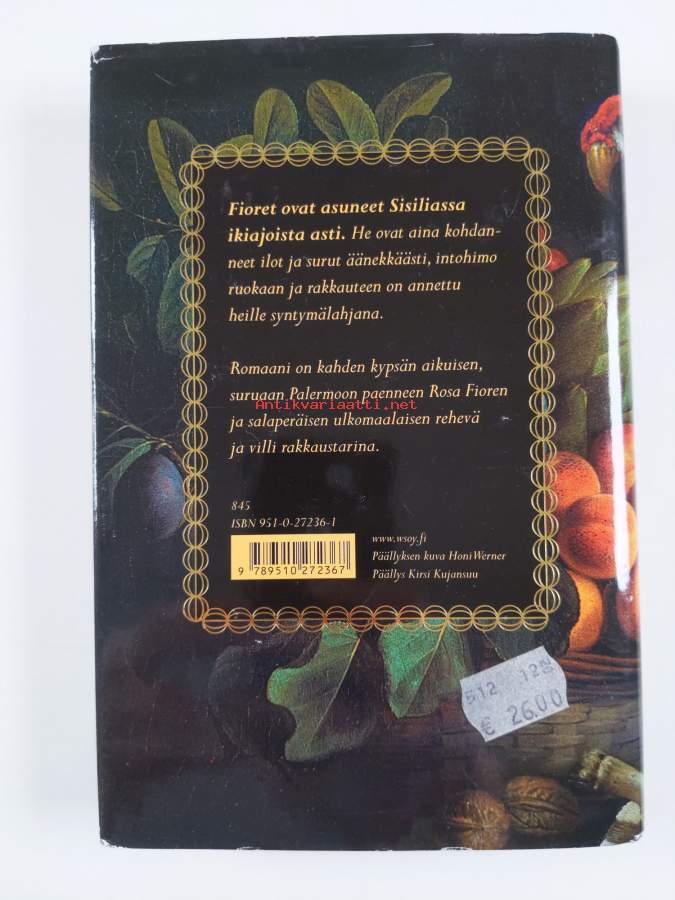 Fioret ovat asuneet Sisiliassa
ikiajoista asti. He ovat aina kohdan-
neet ilot ja surut äänekkäästi, intohimo
ruokaan ja rakkauteen on annettu
heille syntymälahjana.
Romaani on kahden kypsän aikuisen,
suruaan Palermoon paenneen Rosa Fioren
Antikvariaatti.net
ja salaperäisen ulkomaalaisen rehevä
ja villi rakkaustarina.
845
ISBN 951-0-27236-1
9 789510 272367
www.wsoy.fi
Päällyksen kuva Honi Werner
Päällys Kirsi Kujansuu
512 12
€ 26.00